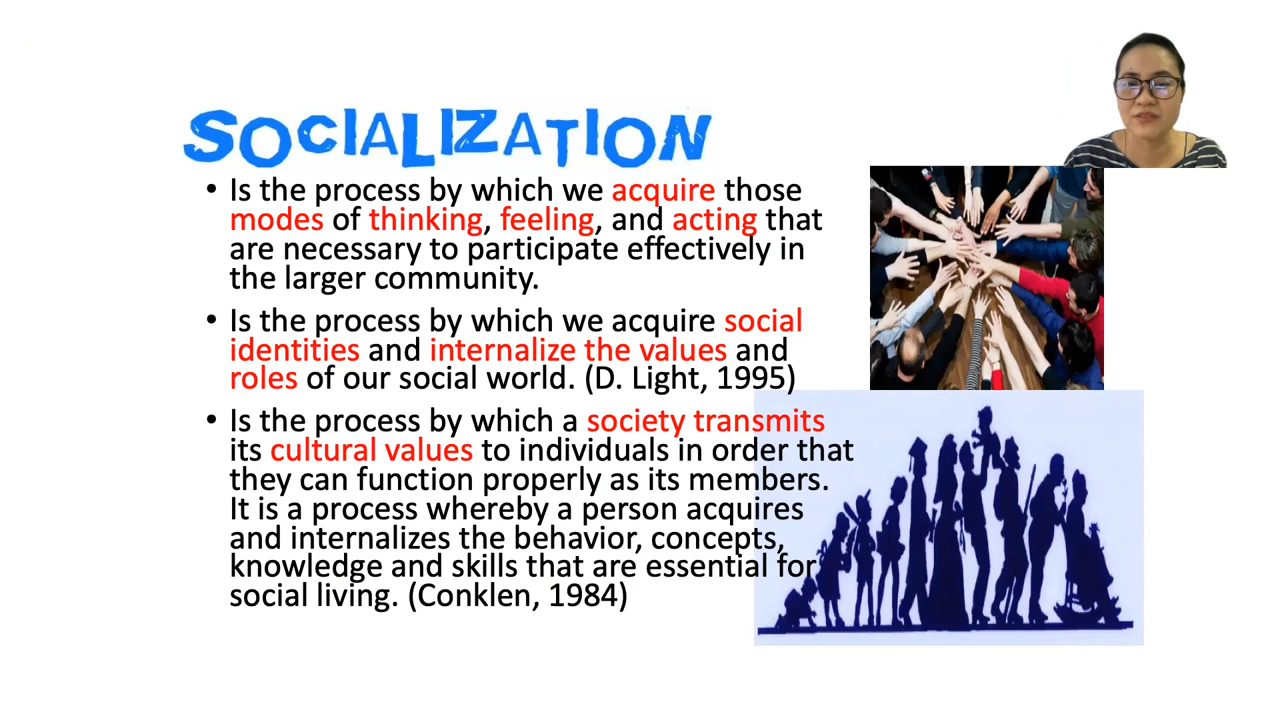 SOCIALIZATION
• Is the process by which we acquire those
modes of thinking, feeling, and acting that
are necessary to participate effectively in
the larger community.
• Is the process by which we acquire social
identities and internalize the values and
roles of our social world. (D. Light, 1995)
• Is the process by which a society transmits
its cultural values to individuals in order that
they can function properly as its members.
It is a process whereby a person acquires
and internalizes the behavior, concepts,
knowledge and skills that are essential for
social living. (Conklen, 1984)